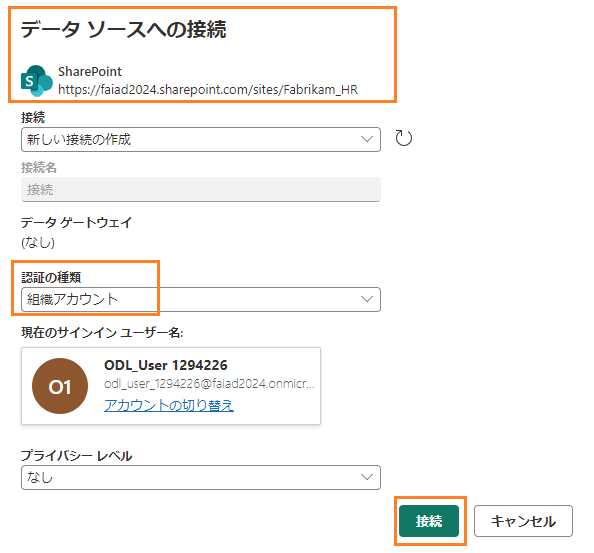 データ ソースへの接続
S
SharePoint
https://faiad2024.sharepoint.com/sites/Fabrikam_HR
接続
新しい接続の作成
接続名
接続
データ ゲートウェイ
(なし)
認証の種類
組織アカウント
現在のサインイン ユーザー名:
O1
ODL_User 1294226
odl_user_1294226@faiad2024.onmicr...
アカウントの切り替え
プライバシー レベル
なし
接続
キャンセル